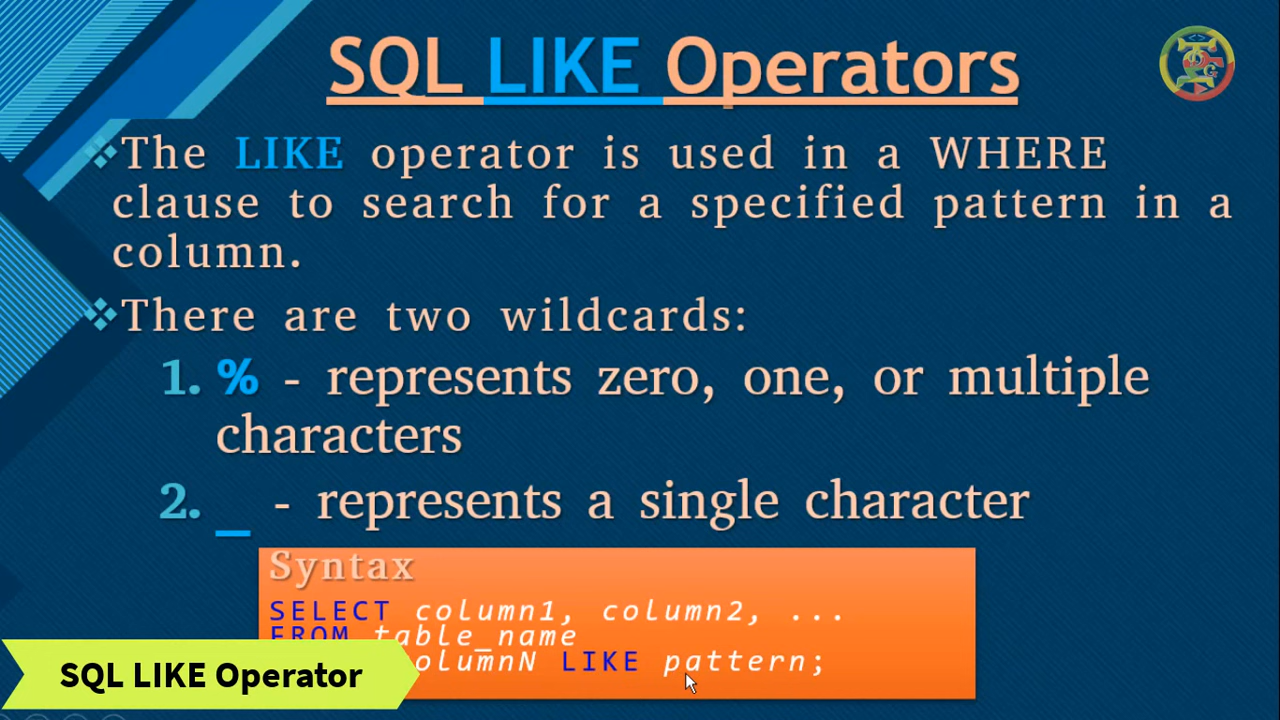 SQL LIKE Operators
❖The LIKE operator is used in a WHERE
clause to search for a specified pattern in a
column.
❖There are two wildcards:
1. % - represents zero, one, or multiple
characters
2. _ - represents a single character
Syntax
SELECT column1, column2, ...
FROM table_name
olumnN LIKE pattern;
SQL LIKE Operator